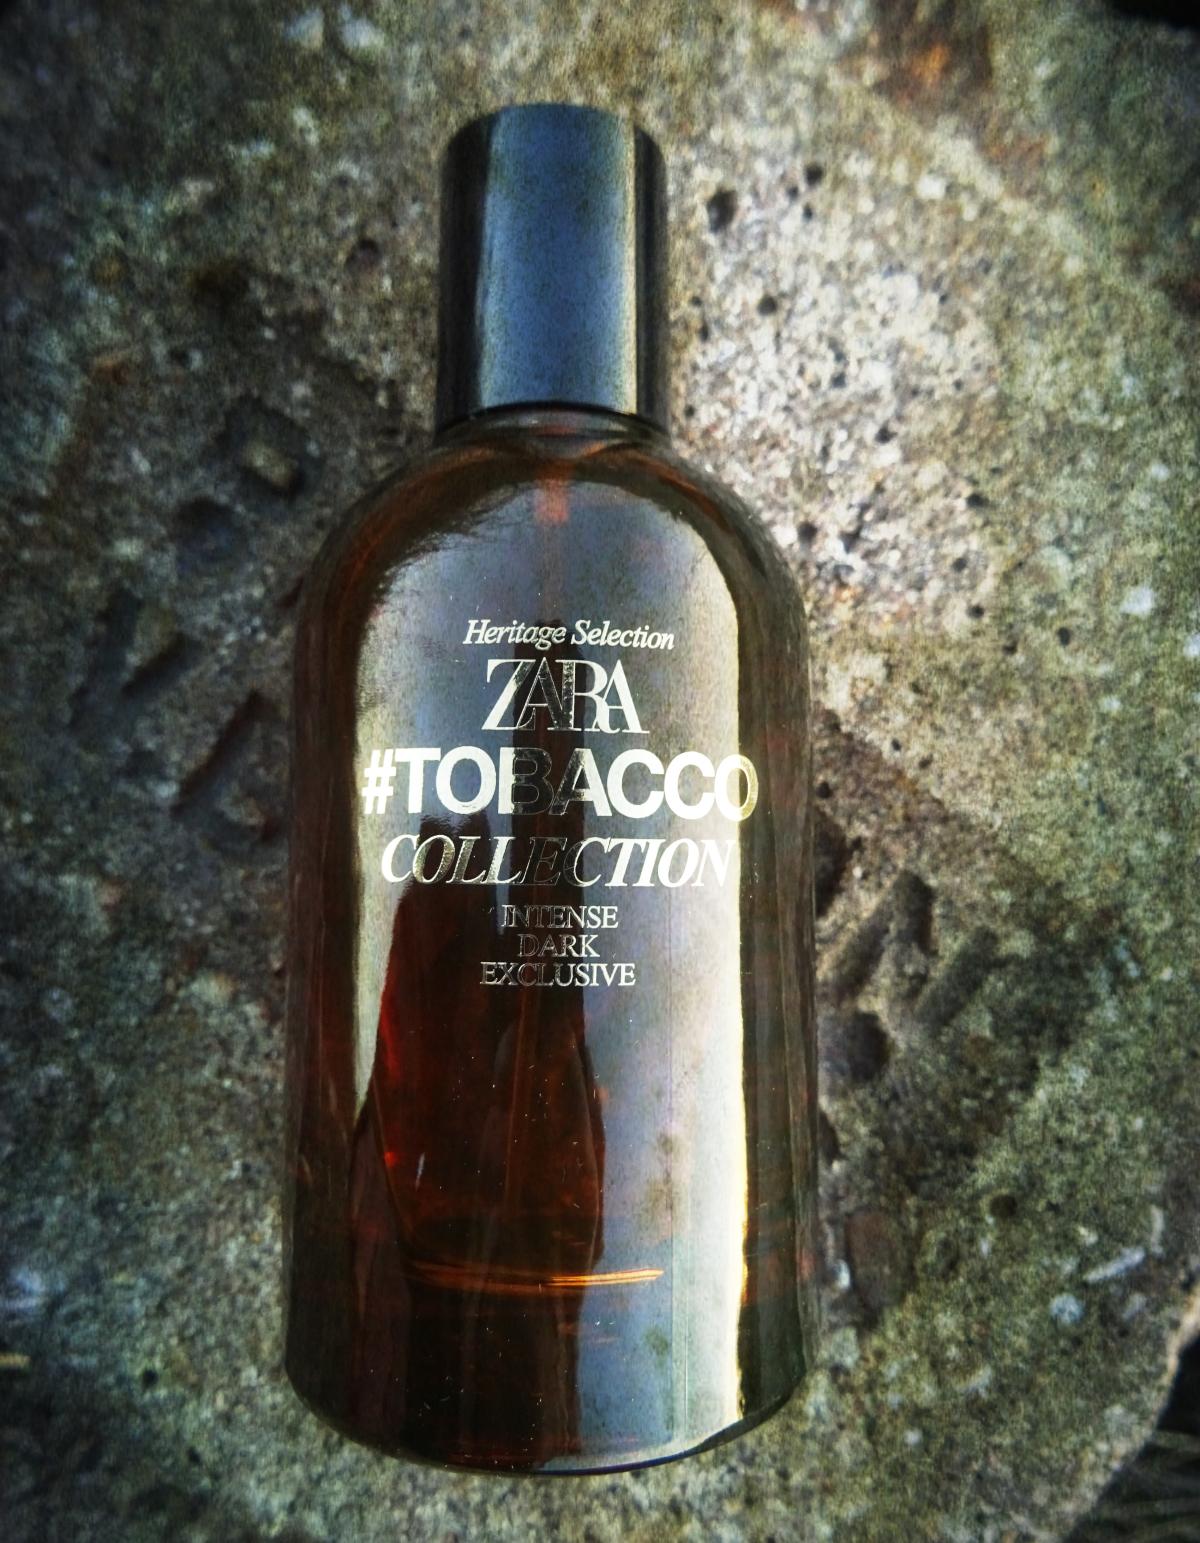 Heritage Selection
ZARA
#TOBACCO
COLLECTION
INTENSE
DARK
EXCLUSIVE